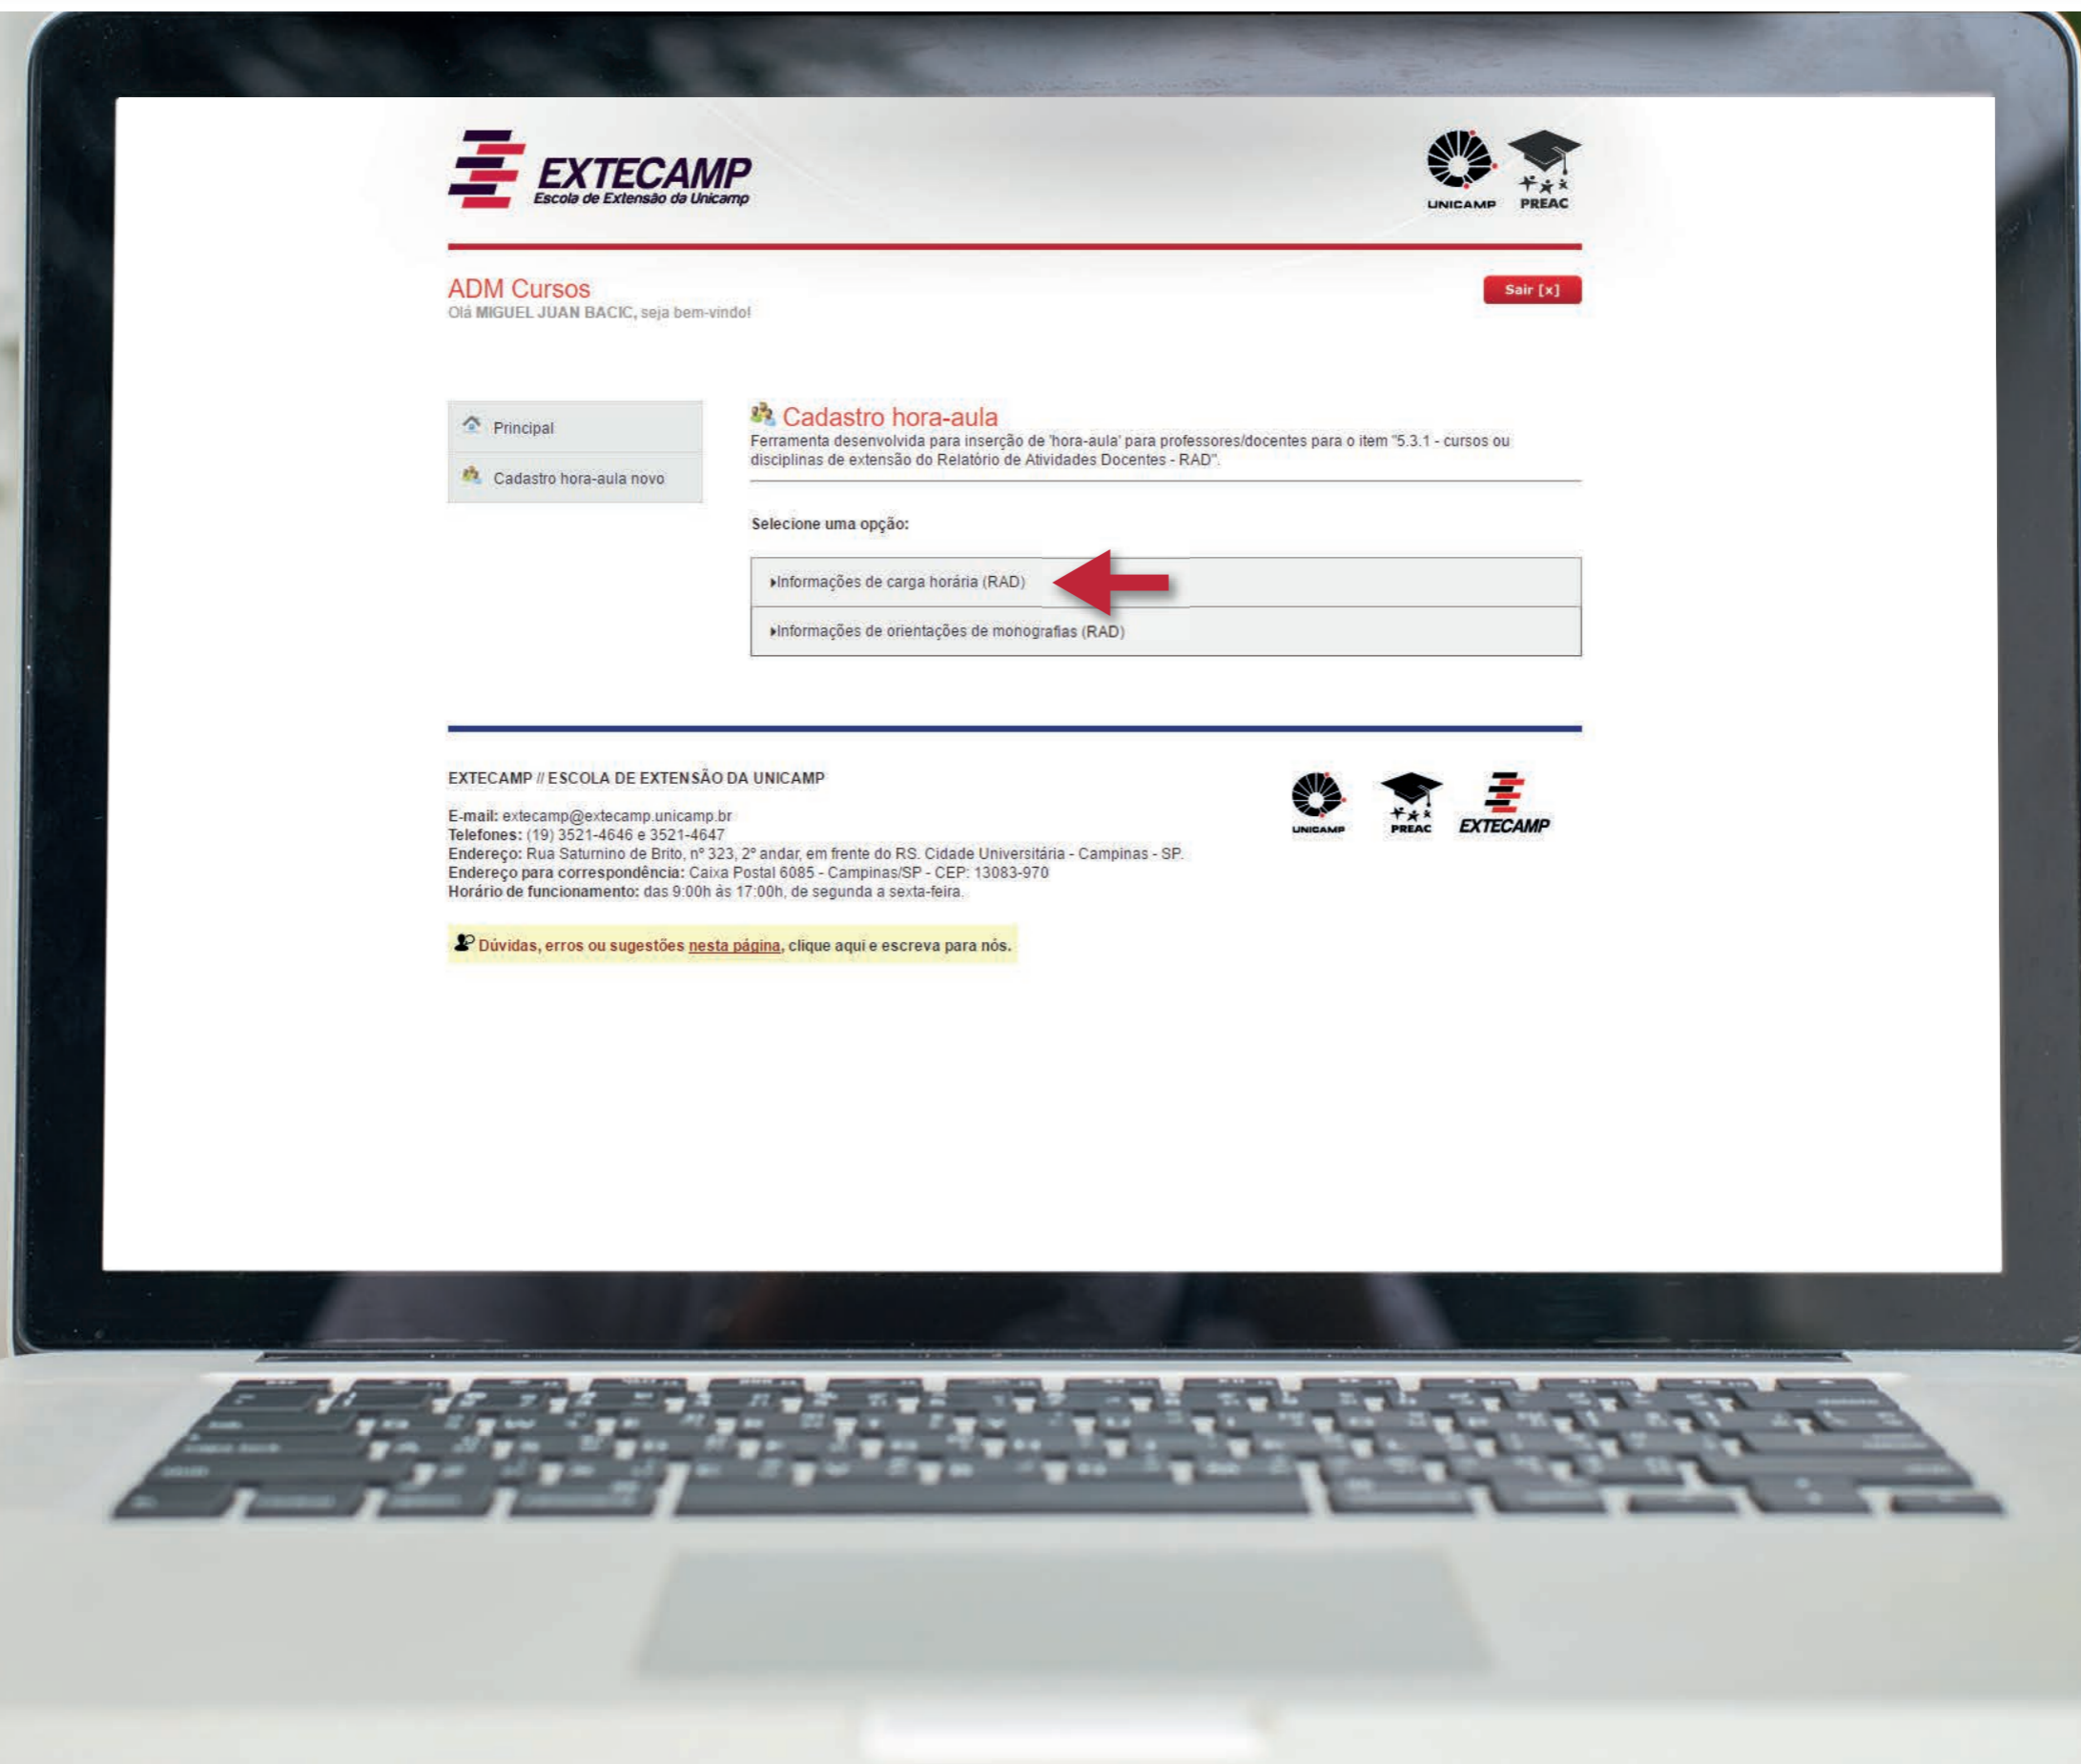 EXTECAMP
Escola de Extensão da Unicamp
UNICAMP
PREAC
ADM Cursos
Olá MIGUEL JUAN BACIC, seja bem-vindo!
Sair [x]
Principal
Cadastro hora-aula novo
Cadastro hora-aula
Ferramenta desenvolvida para inserção de 'hora-aula' para professores/docentes para o item "5.3.1 - cursos ou
disciplinas de extensão do Relatório de Atividades Docentes - RAD".
Selecione uma opção:
Informações de carga horária (RAD)
Informações de orientações de monografias (RAD)
EXTECAMP // ESCOLA DE EXTENSÃO DA UNICAMP
E-mail: extecamp@extecamp.unicamp.br
Telefones: (19) 3521-4646 e 3521-4647
Endereço: Rua Saturnino de Brito, nº 323, 2º andar, em frente do RS. Cidade Universitária - Campinas - SP.
Endereço para correspondência: Caixa Postal 6085 - Campinas/SP - CEP: 13083-970
Horário de funcionamento: das 9:00h às 17:00h, de segunda a sexta-feira.
UNICAMP
PREAC
EXTECAMP
Dúvidas, erros ou sugestões nesta página, clique aqui e escreva para nós.